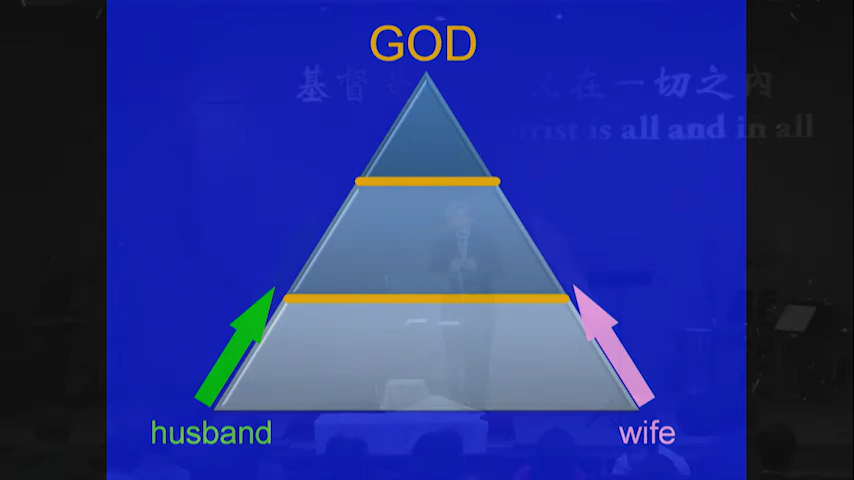 GOD
基督
在一切之內
rist is all and in all
husband
wife